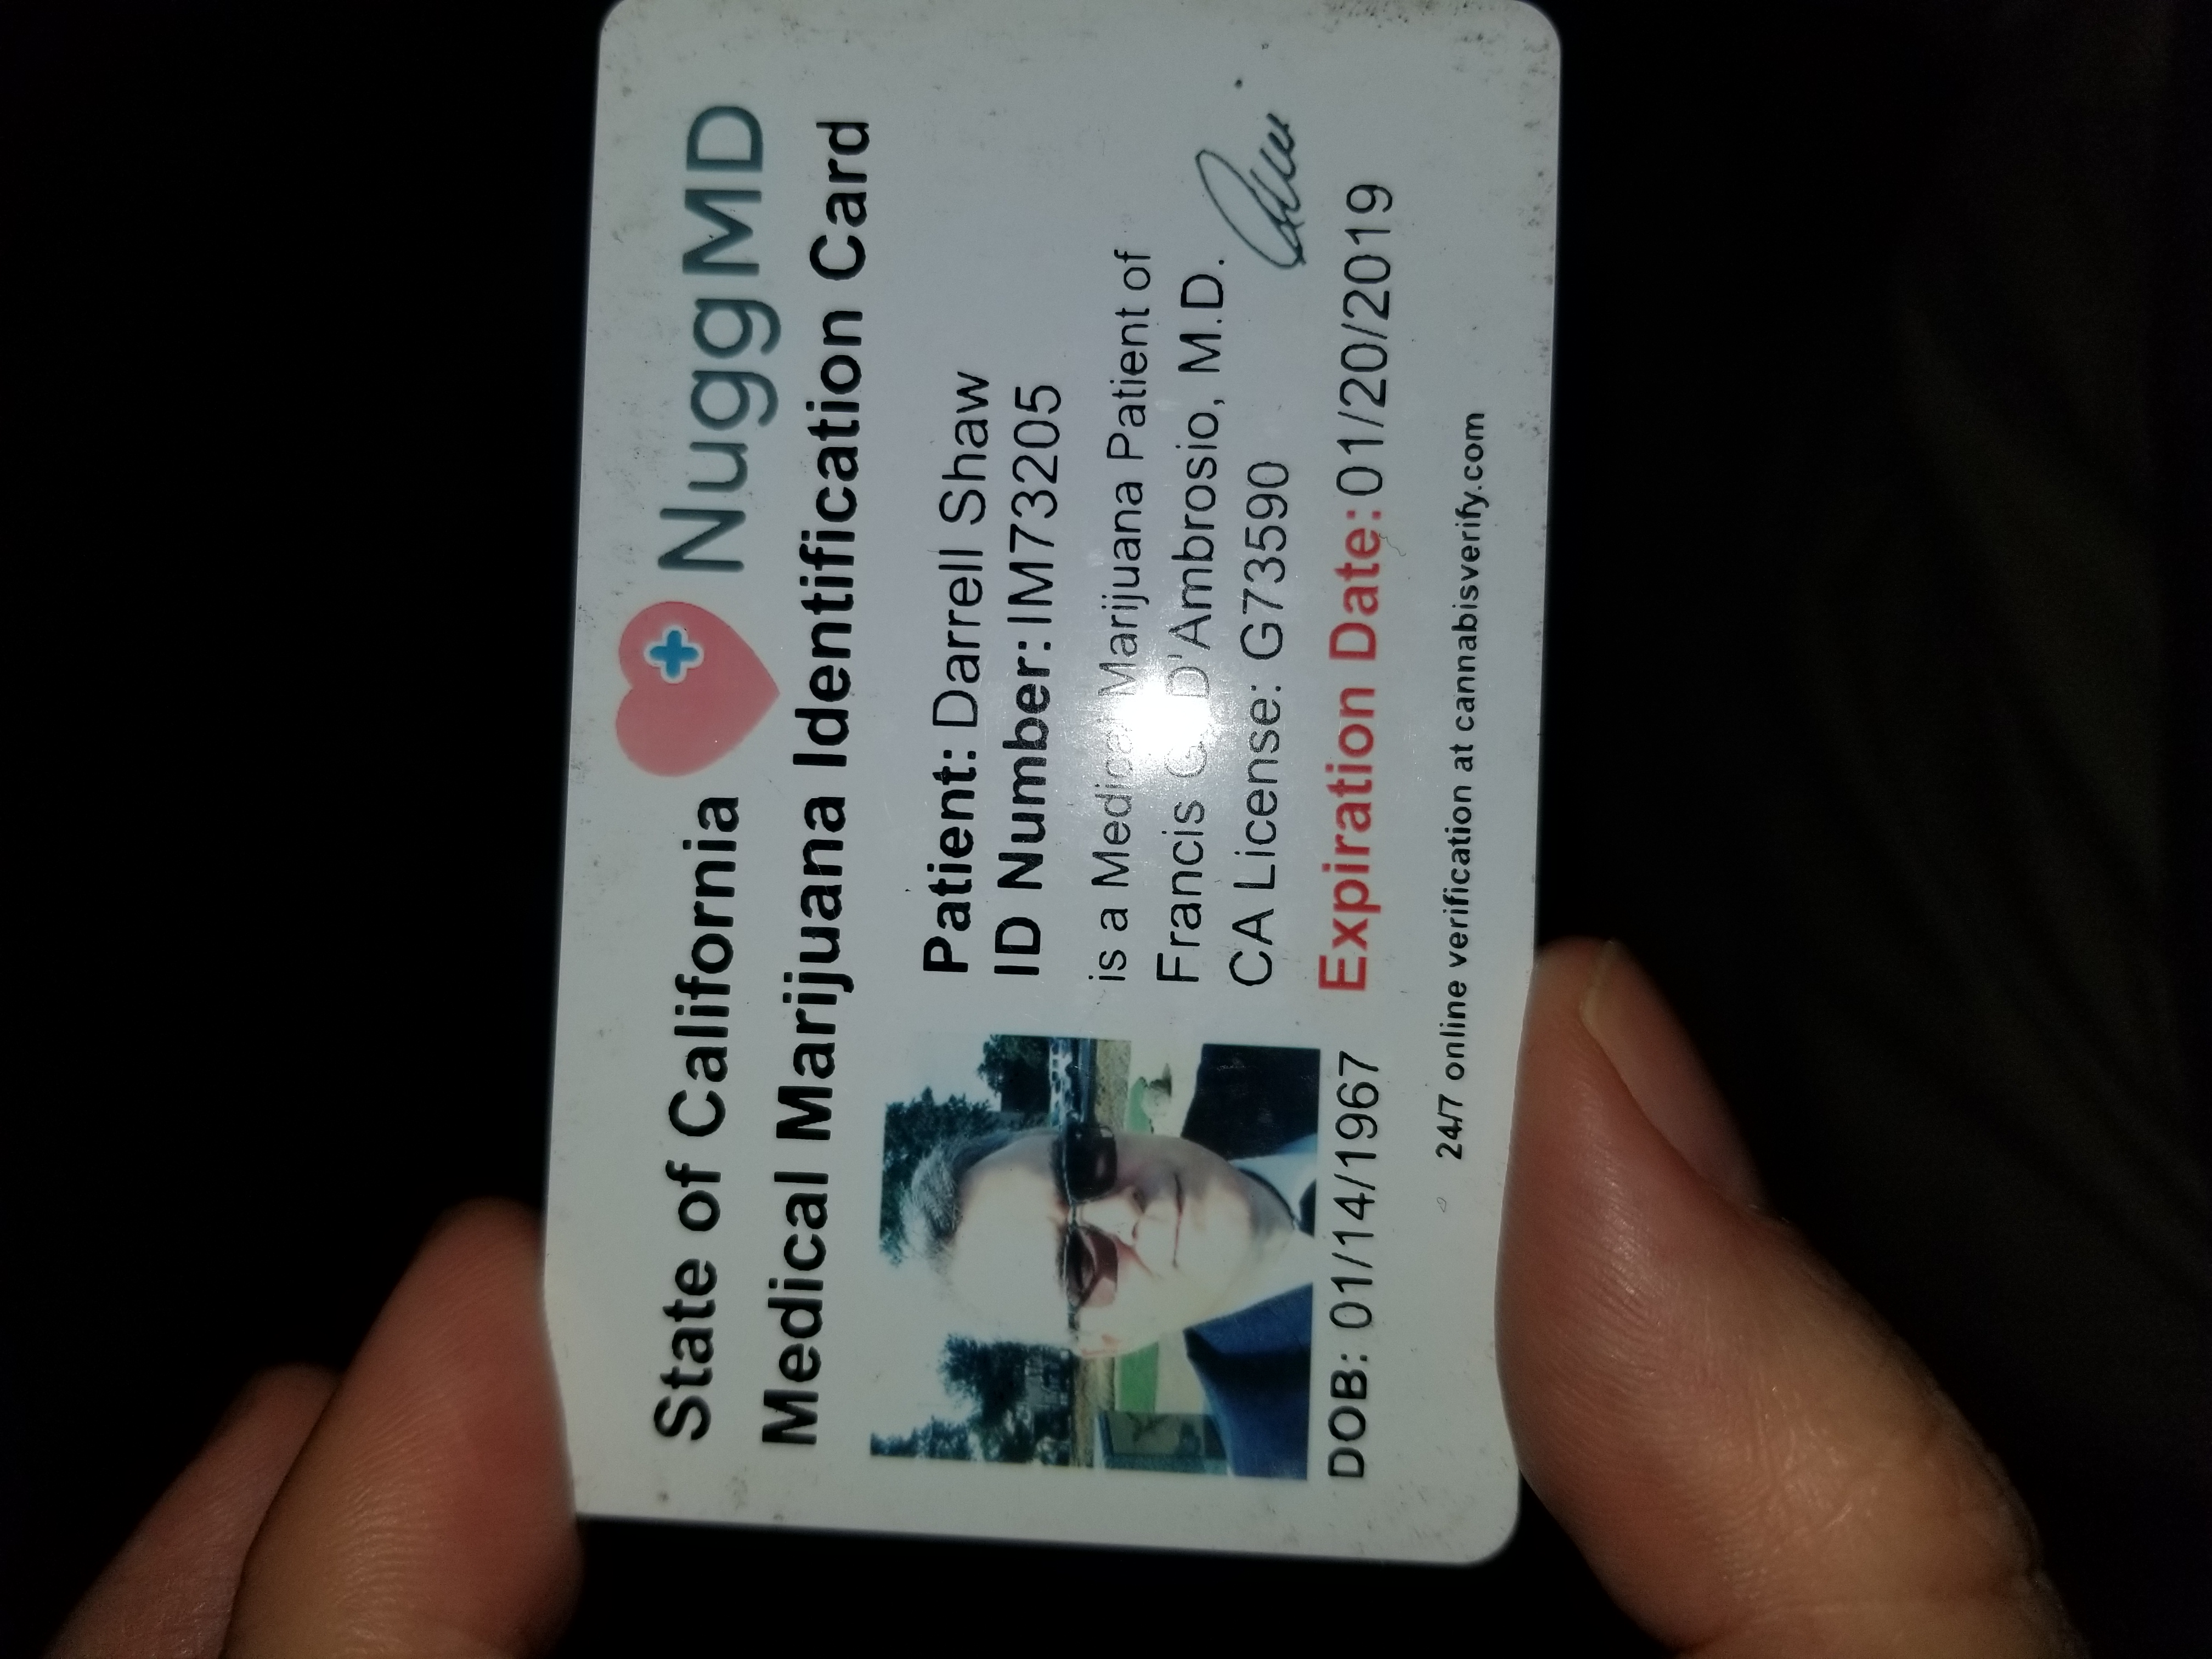 State of California NuggMD
Medical Marijuana Identification Card
Patient: Darrell Shaw
ID Number: IM73205
is a Medical Marijuana Patient of
Francis G. D'Ambrosio, M.D.
CA License: G73590
DOB: 01/14/1967 Expiration Date: 01/20/2019
24/7 online verification at cannabisverify.com